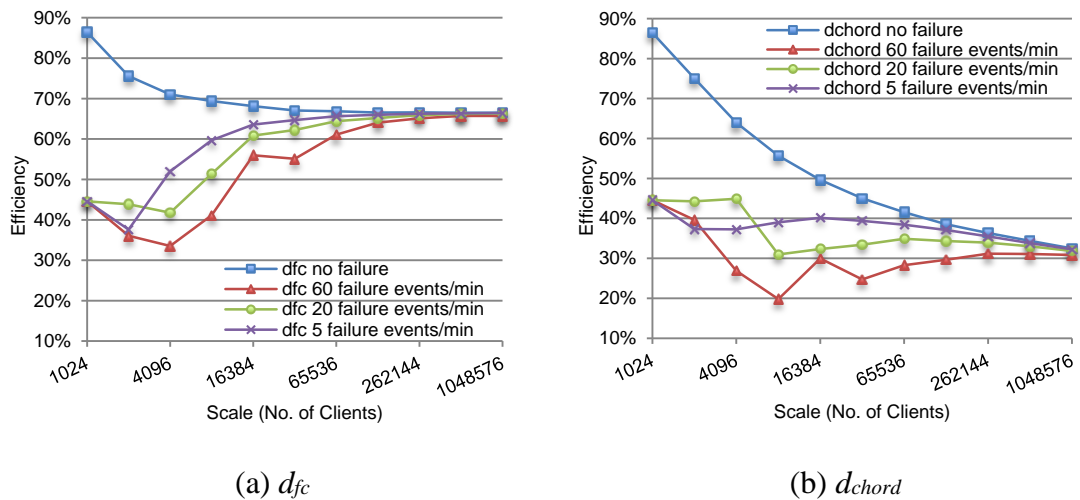 90%
80%
70%
60%
50%
40%
30%
20%
10%
Efficiency
dfc no failure
dfc 60 failure events/min
dfc 20 failure events/min
dfc 5 failure events/min
1024
4096
16384
65536
262144
1048576
Scale (No. of Clients)
(a) dfc
90%
80%
70%
60%
50%
40%
30%
20%
10%
Efficiency
dchord no failure
dchord 60 failure events/min
dchord 20 failure events/min
dchord 5 failure events/min
1024
4096
16384
65536
262144
1048576
Scale (No. of Clients)
(b) dchord